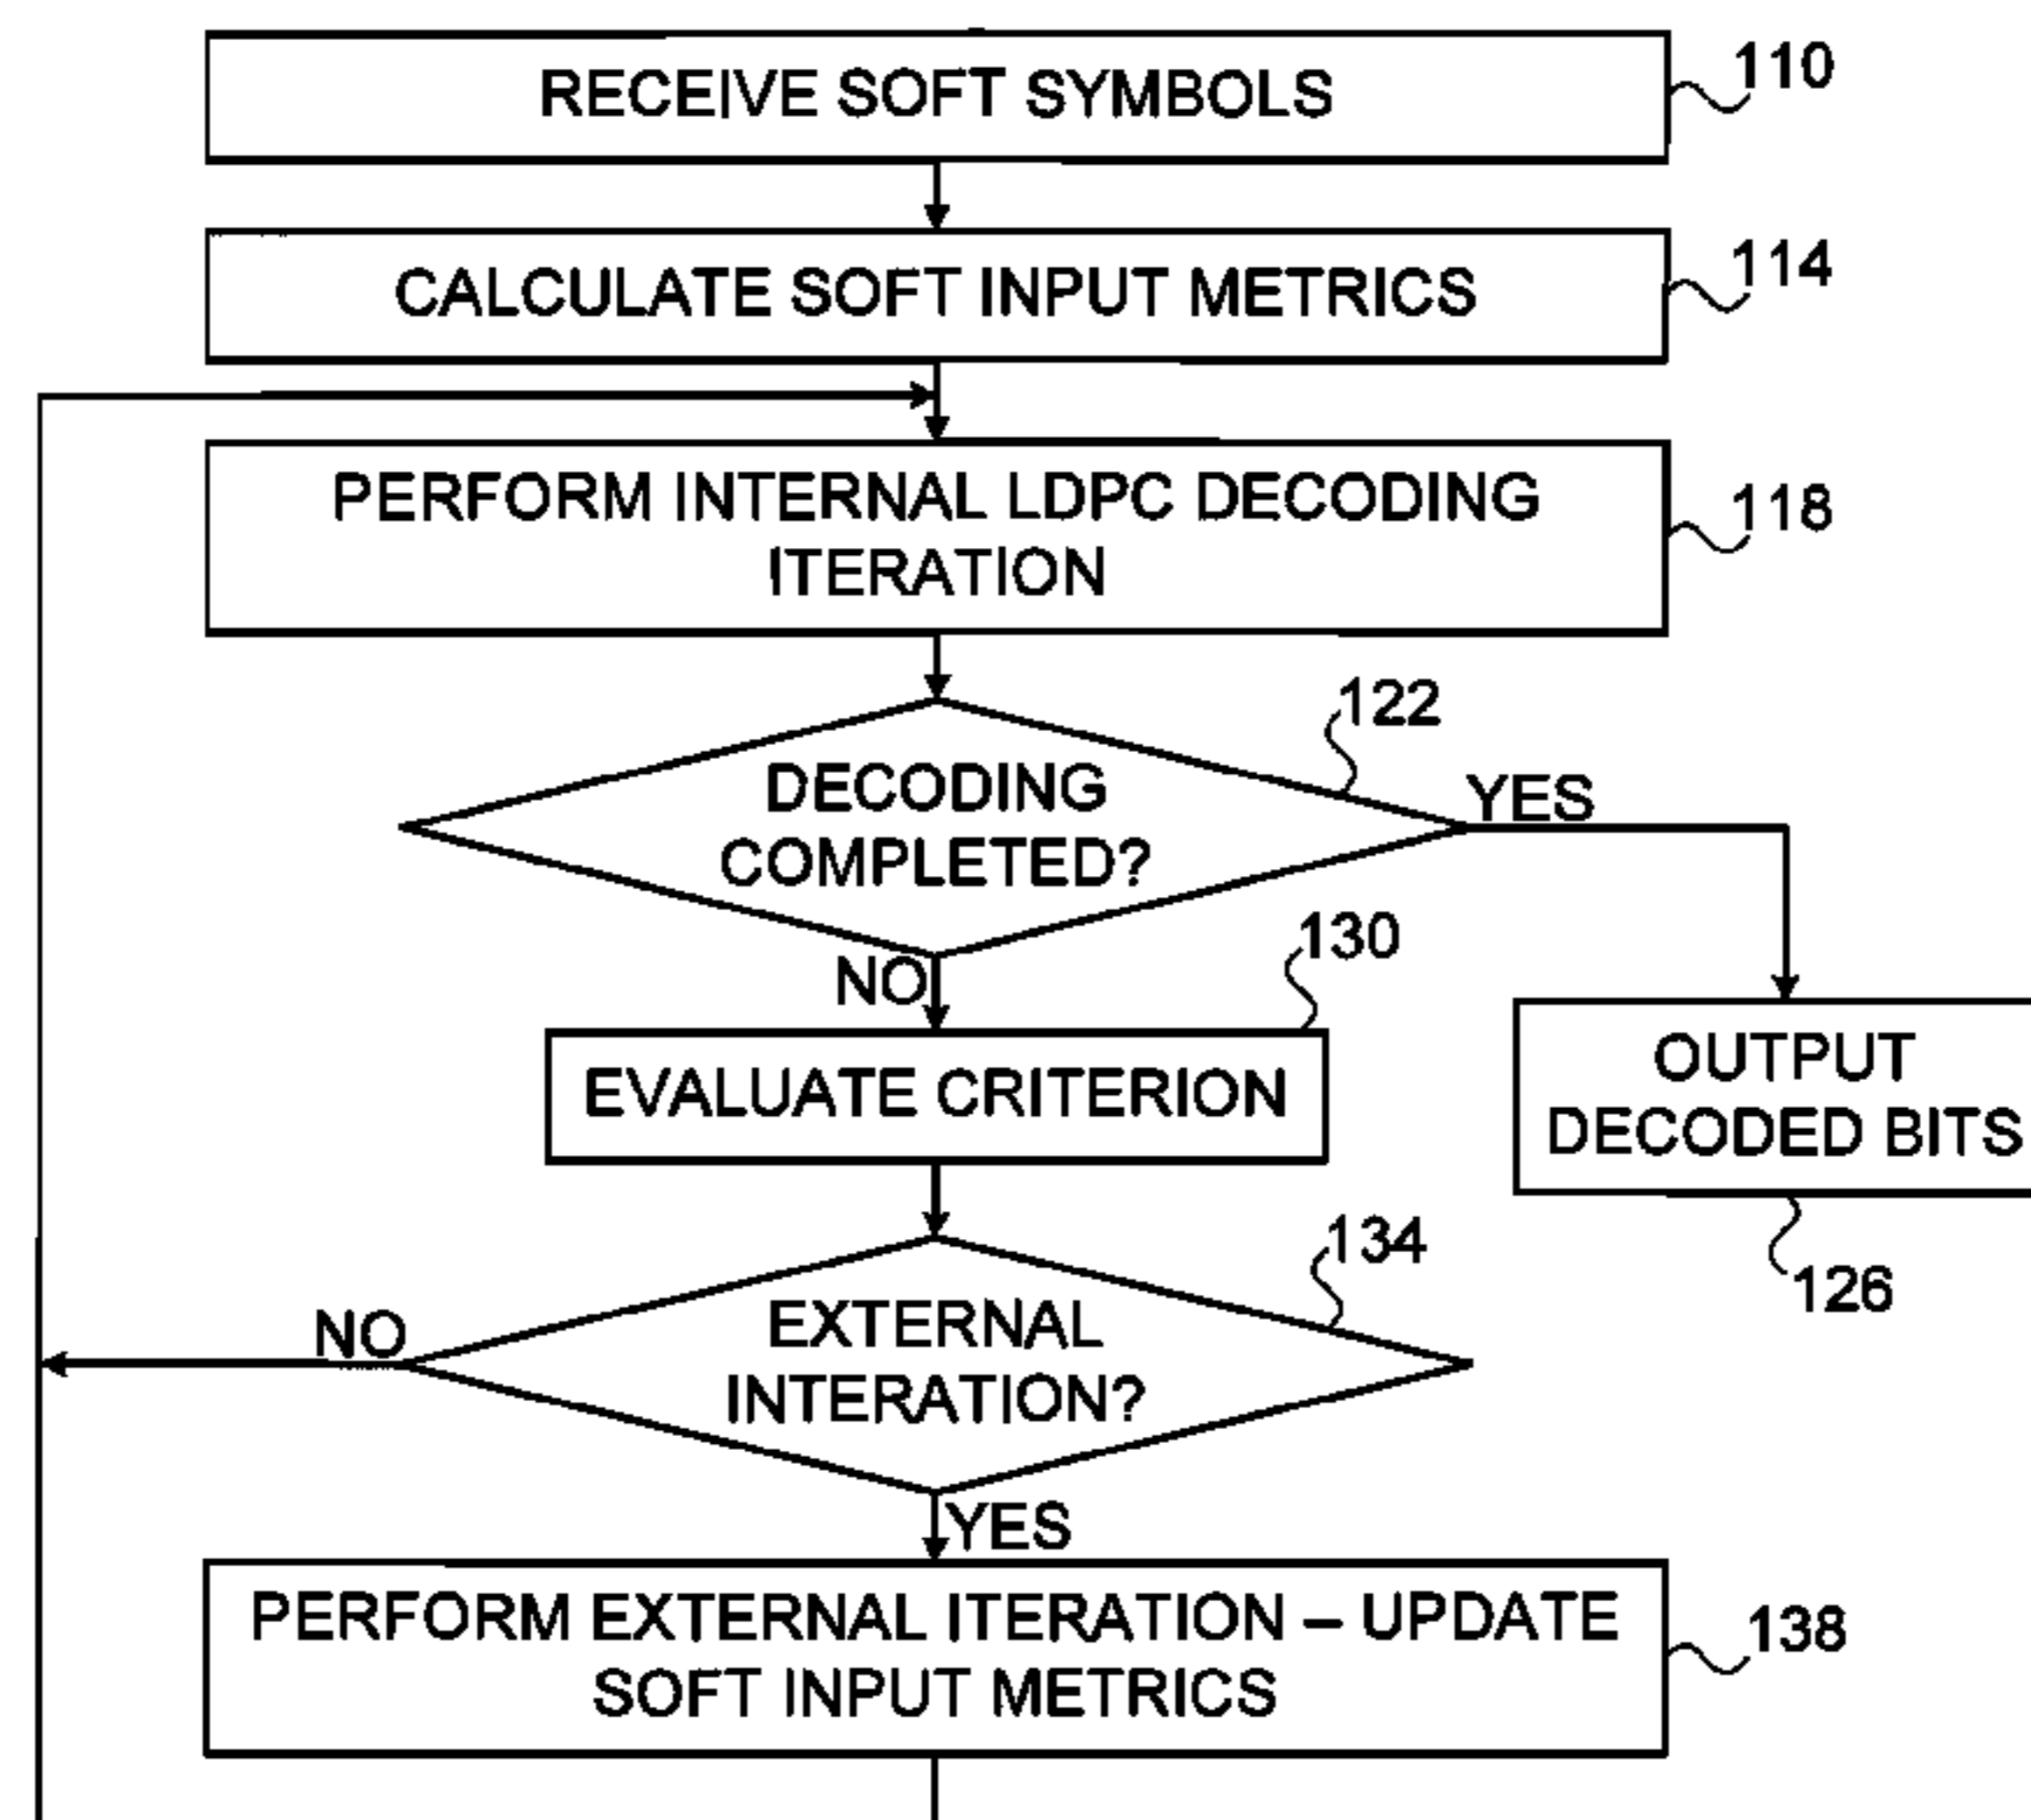 RECEIVE SOFT SYMBOLS
110
CALCULATE SOFT INPUT METRICS
114
PERFORM INTERNAL LDPC DECODING
ITERATION
118
122
DECODING
COMPLETED?
YES
NO
130
EVALUATE CRITERION
OUTPUT
DECODED BITS
126
134
EXTERNAL
INTERATION?
NO
YES
PERFORM EXTERNAL ITERATION – UPDATE
SOFT INPUT METRICS
138